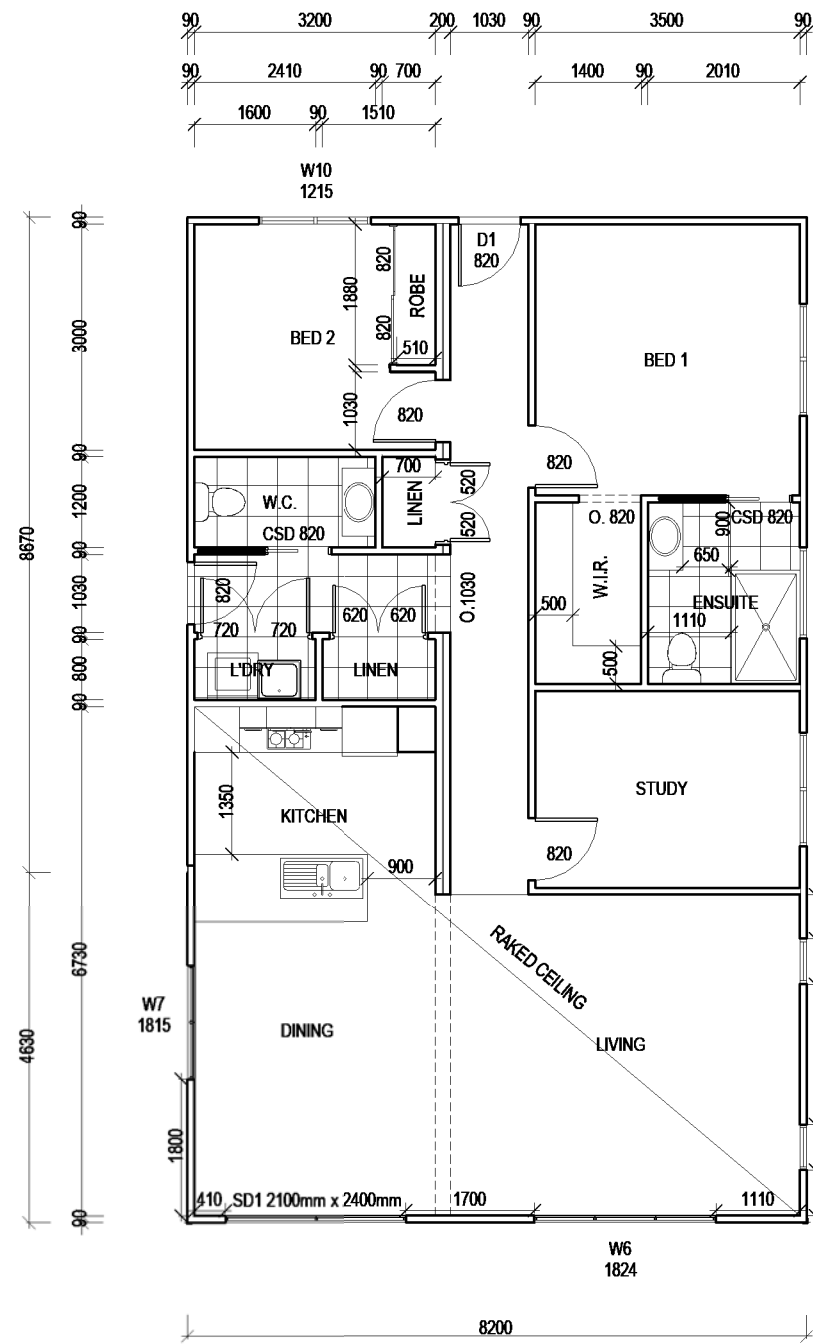 90 3200 200 1030 90 3500 90
90 2410 90 700 1400 90 2010
1600 90 1510
W10
1215
90
D1
820
820
1880
ROBE
3000
BED 2
820
510
BED 1
1030
820
820
90
700
520
1200
W.C.
LINEN
CSD 820
520
O. 820
900
CSD 820
8670
90
650
1030
820
O.1030
W.I.R.
500
ENSUITE
620 620
720 720
1110
90
800
L'DRY
LINEN
500
90
1350
KITCHEN
STUDY
820
900
6730
RAKED CEILING
W7
1815
4630
DINING
LIVING
1800
410 SD1 2100mm x 2400mm 1700 1110
90
W6
1824
8200